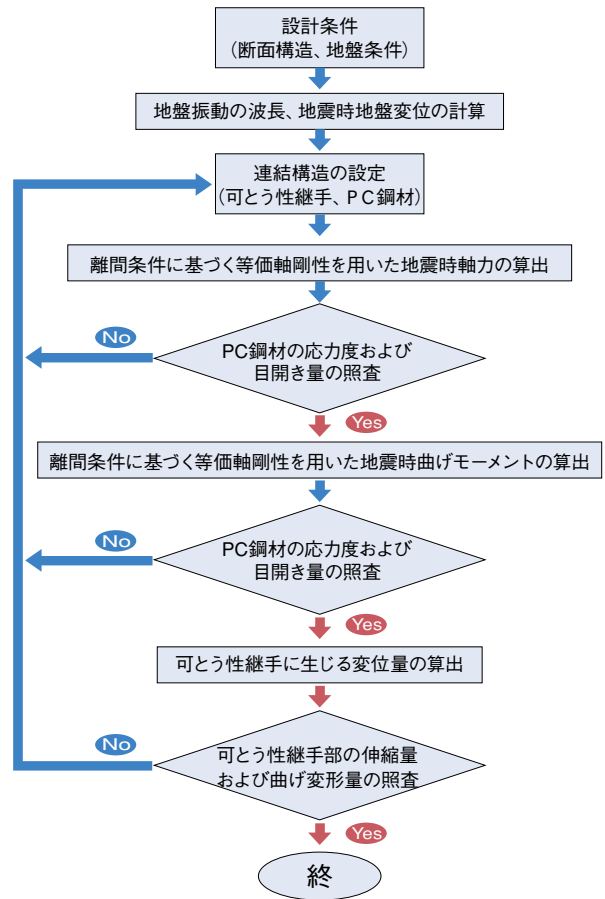 設計条件
（断面構造、地盤条件）
地盤振動の波長、地震時地盤変位の計算
連結構造の設定
（可とう性継手、ＰＣ鋼材）
離間条件に基づく等価軸剛性を用いた地震時軸力の算出
No
PC鋼材の応力度および
目開き量の照査
Yes
離間条件に基づく等価軸剛性を用いた地震時曲げモーメントの算出
No
PC鋼材の応力度および
目開き量の照査
Yes
可とう性継手に生じる変位量の算出
No
可とう性継手部の伸縮量
および曲げ変形量の照査
Yes
終